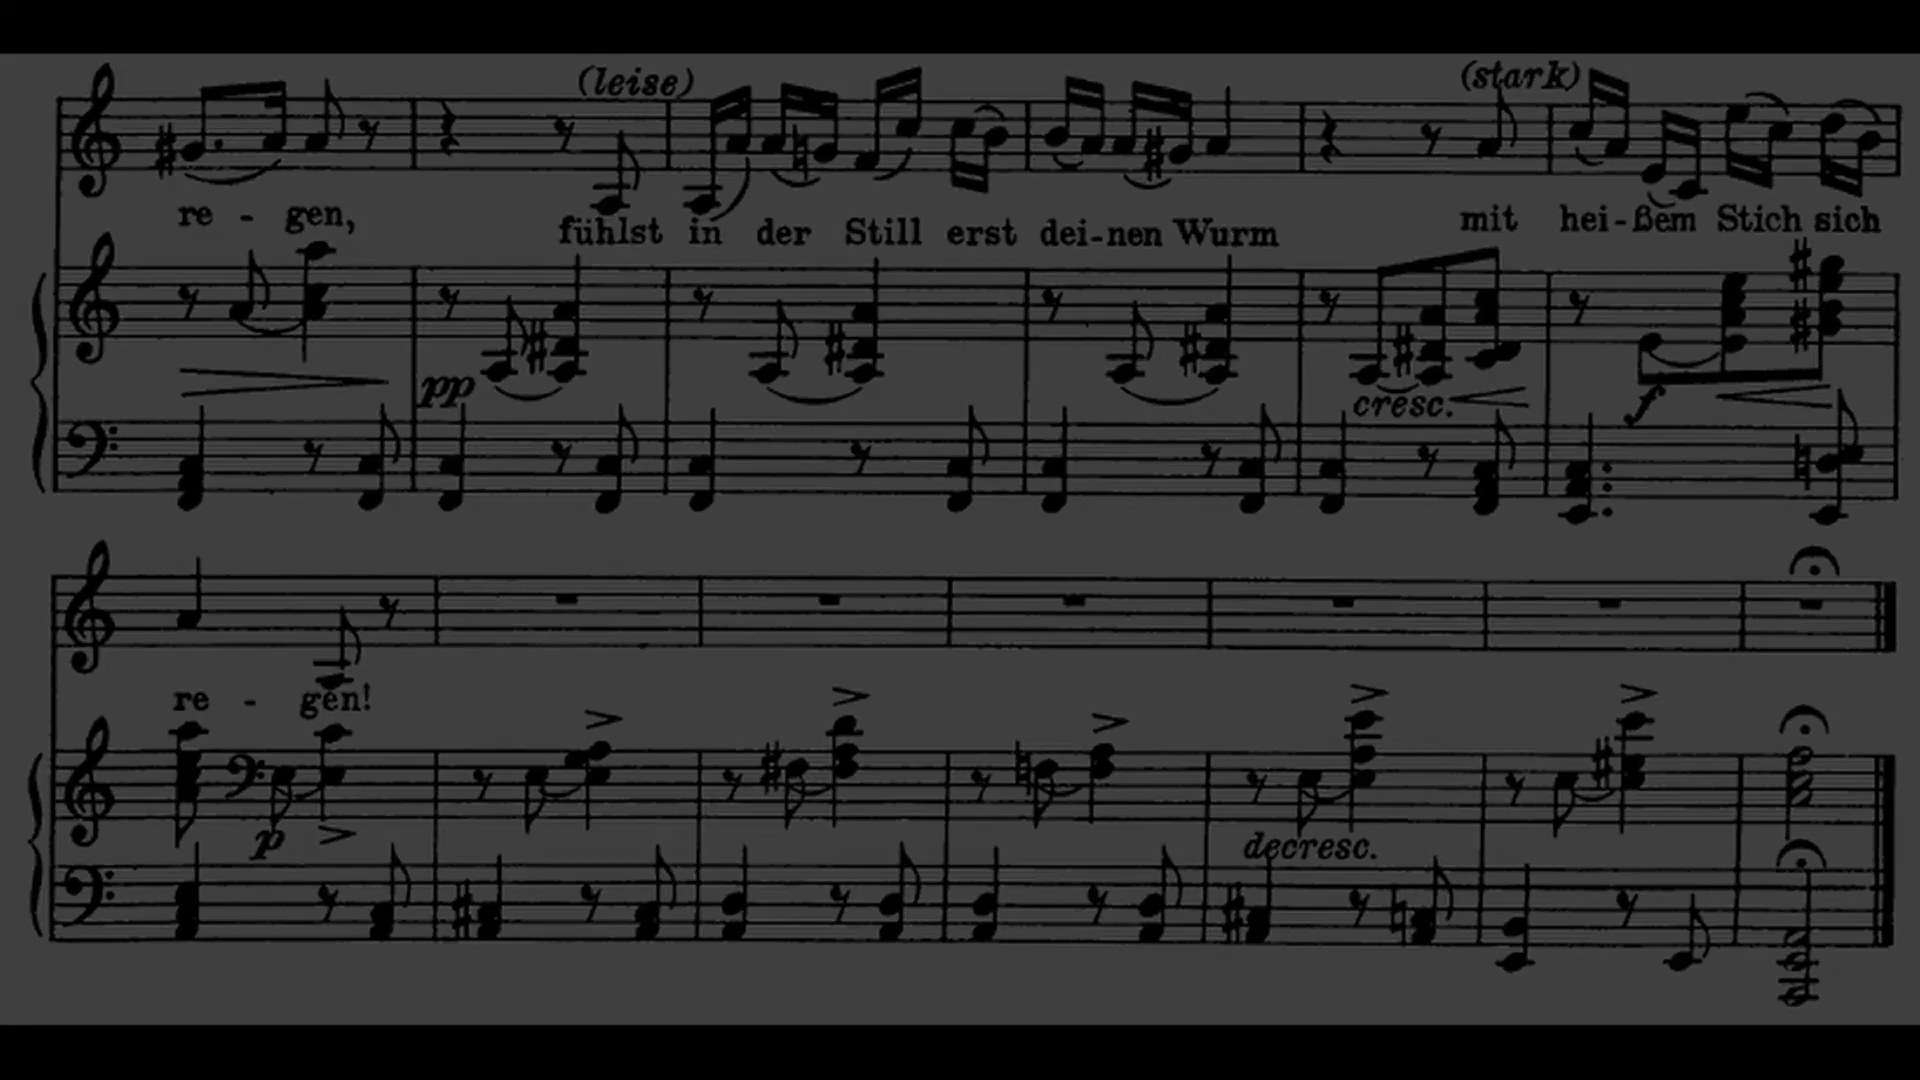 (leise) (stark)
re - gen, fühlst in der Still erst dei-nen Wurm mit hei-ßem Stich sich
pp cresc. f
re - gen!
p decresc.